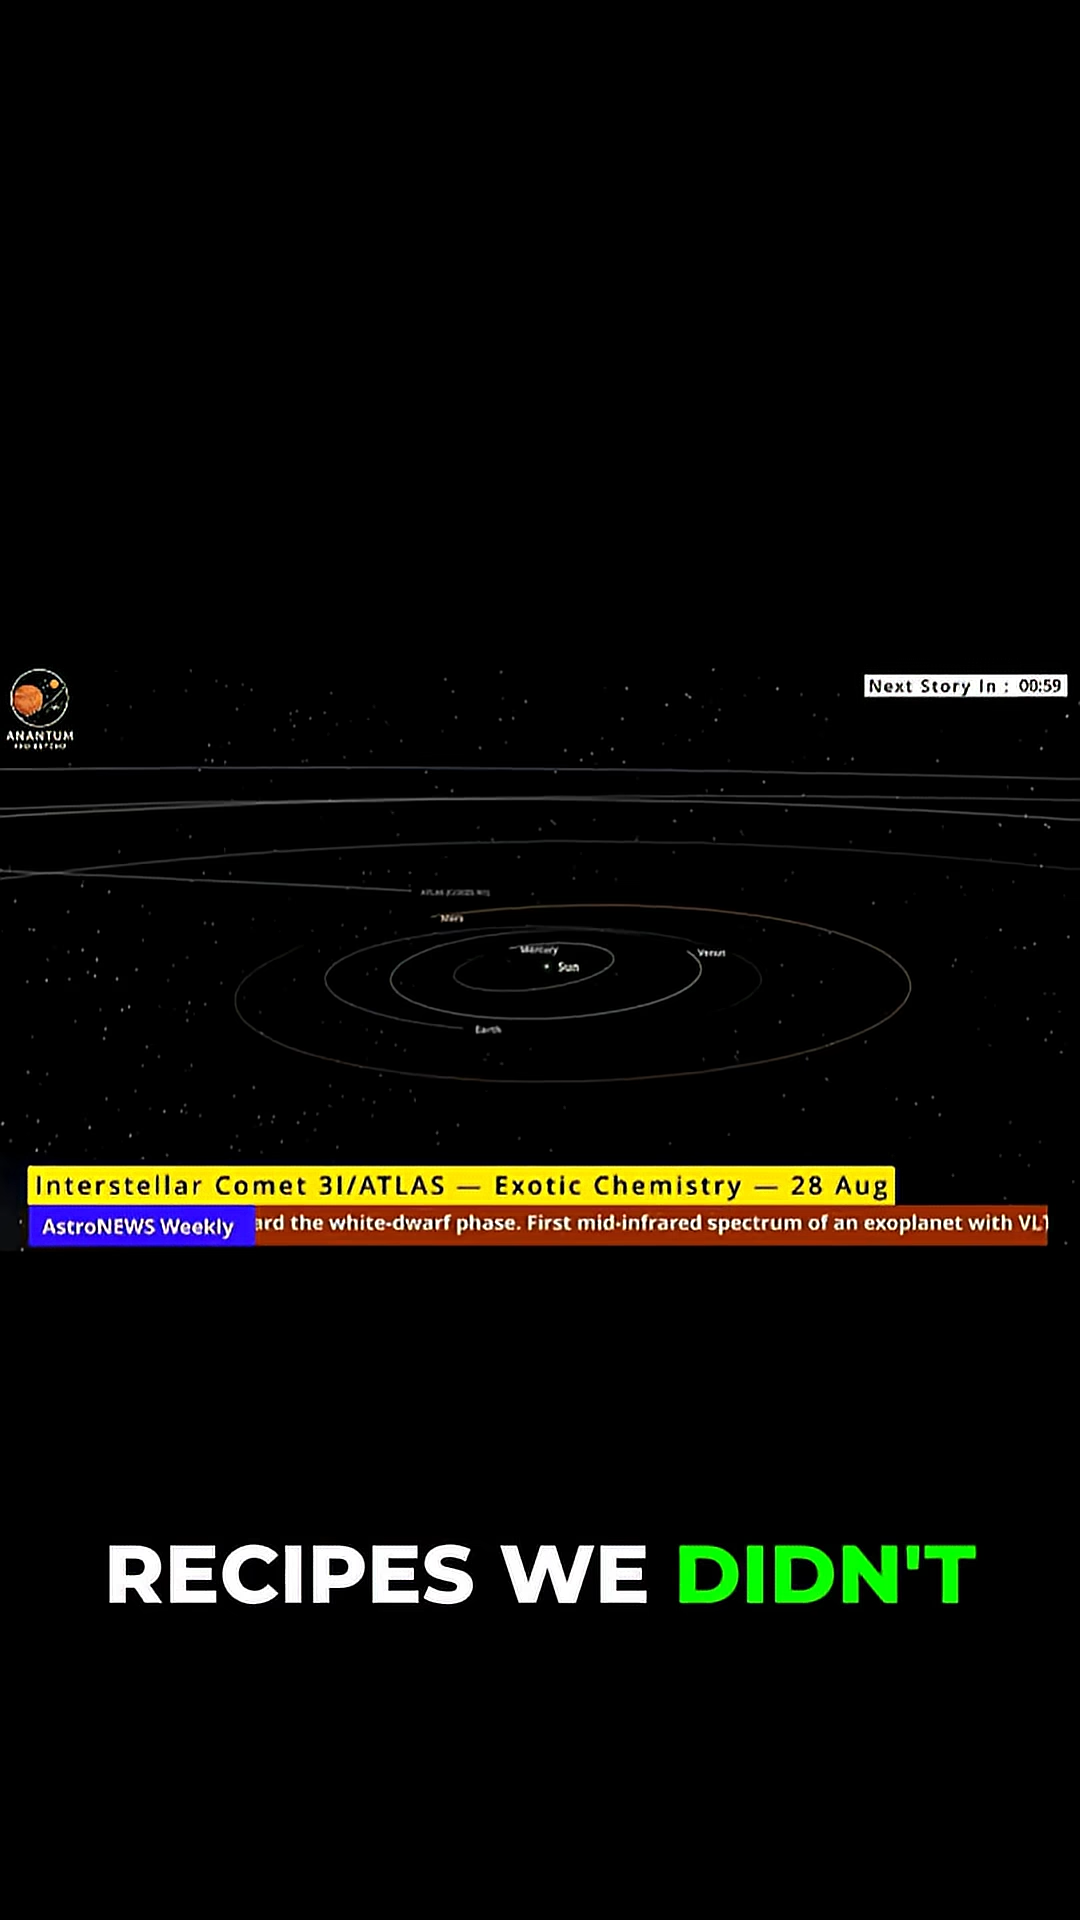 Next Story In : 00:59
ANANTUM
Mars
Mercury
Venus
Sun
Earth
Interstellar Comet 3I/ATLAS — Exotic Chemistry — 28 Aug
AstroNEWS Weekly
ard the white-dwarf phase. First mid-infrared spectrum of an exoplanet with VLT
RECIPES WE DIDN'T